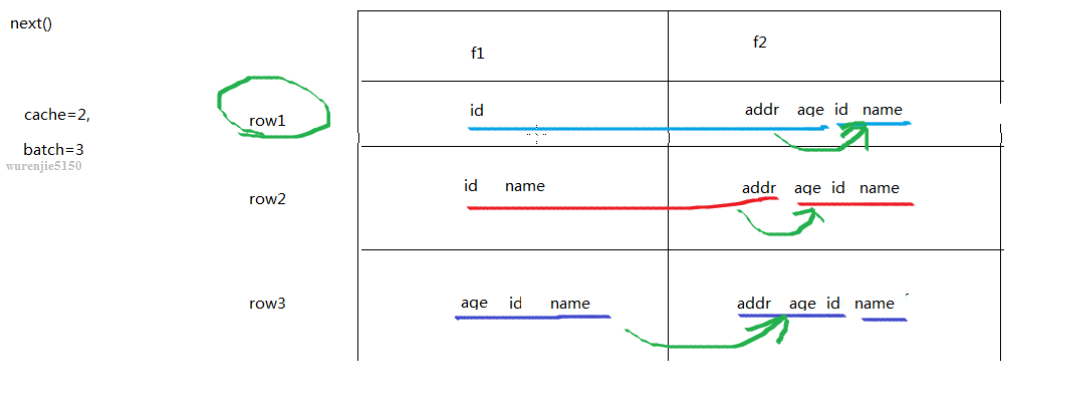 next()
f1 f2
cache=2, row1 id addr age id name
batch=3
wurenjie5150
row2 id name addr age id name
row3 age id name addr age id name